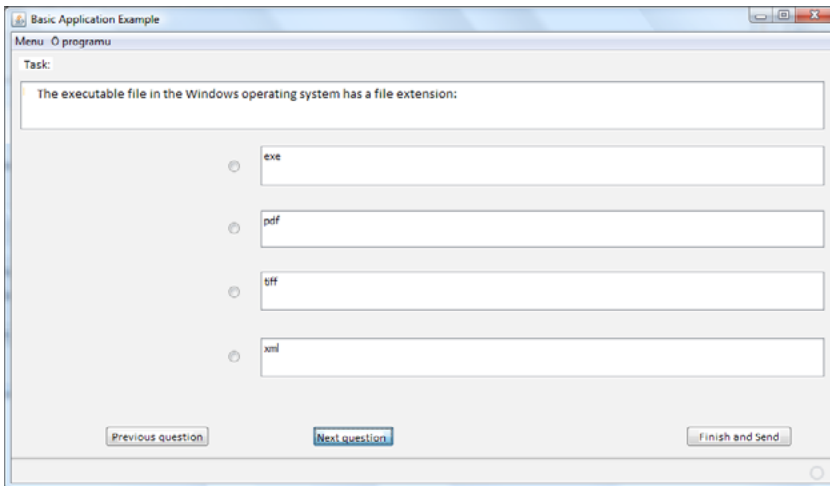 Basic Application Example
Menu O programu
Task:
The executable file in the Windows operating system has a file extension:
exe
pdf
tiff
xml
Previous question Next question Finish and Send